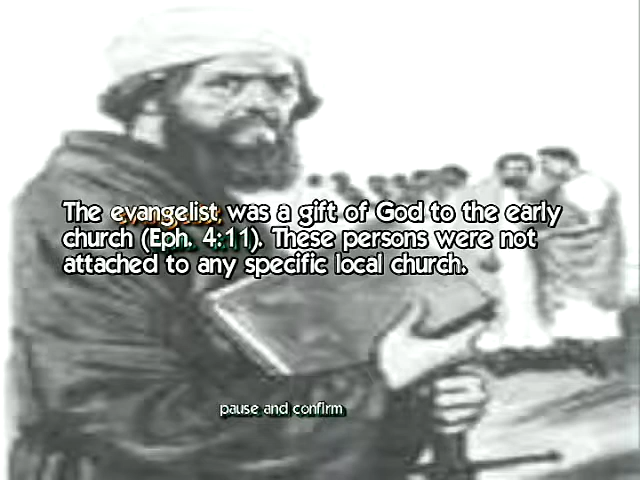 The evangelist was a gift of God to the early
church (Eph. 4:11). These persons were not
attached to any specific local church.
pause and confirm